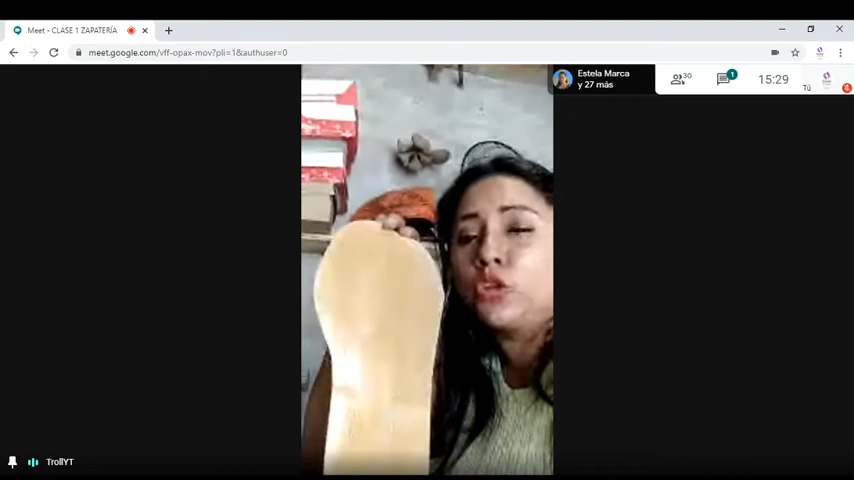 Meet - CLASE 1 ZAPATERÍA
meet.google.com/vff-opax-mov?pli=1&authuser=0
Estela Marca
y 27 más
30
1
15:29
Tú
TrollYT